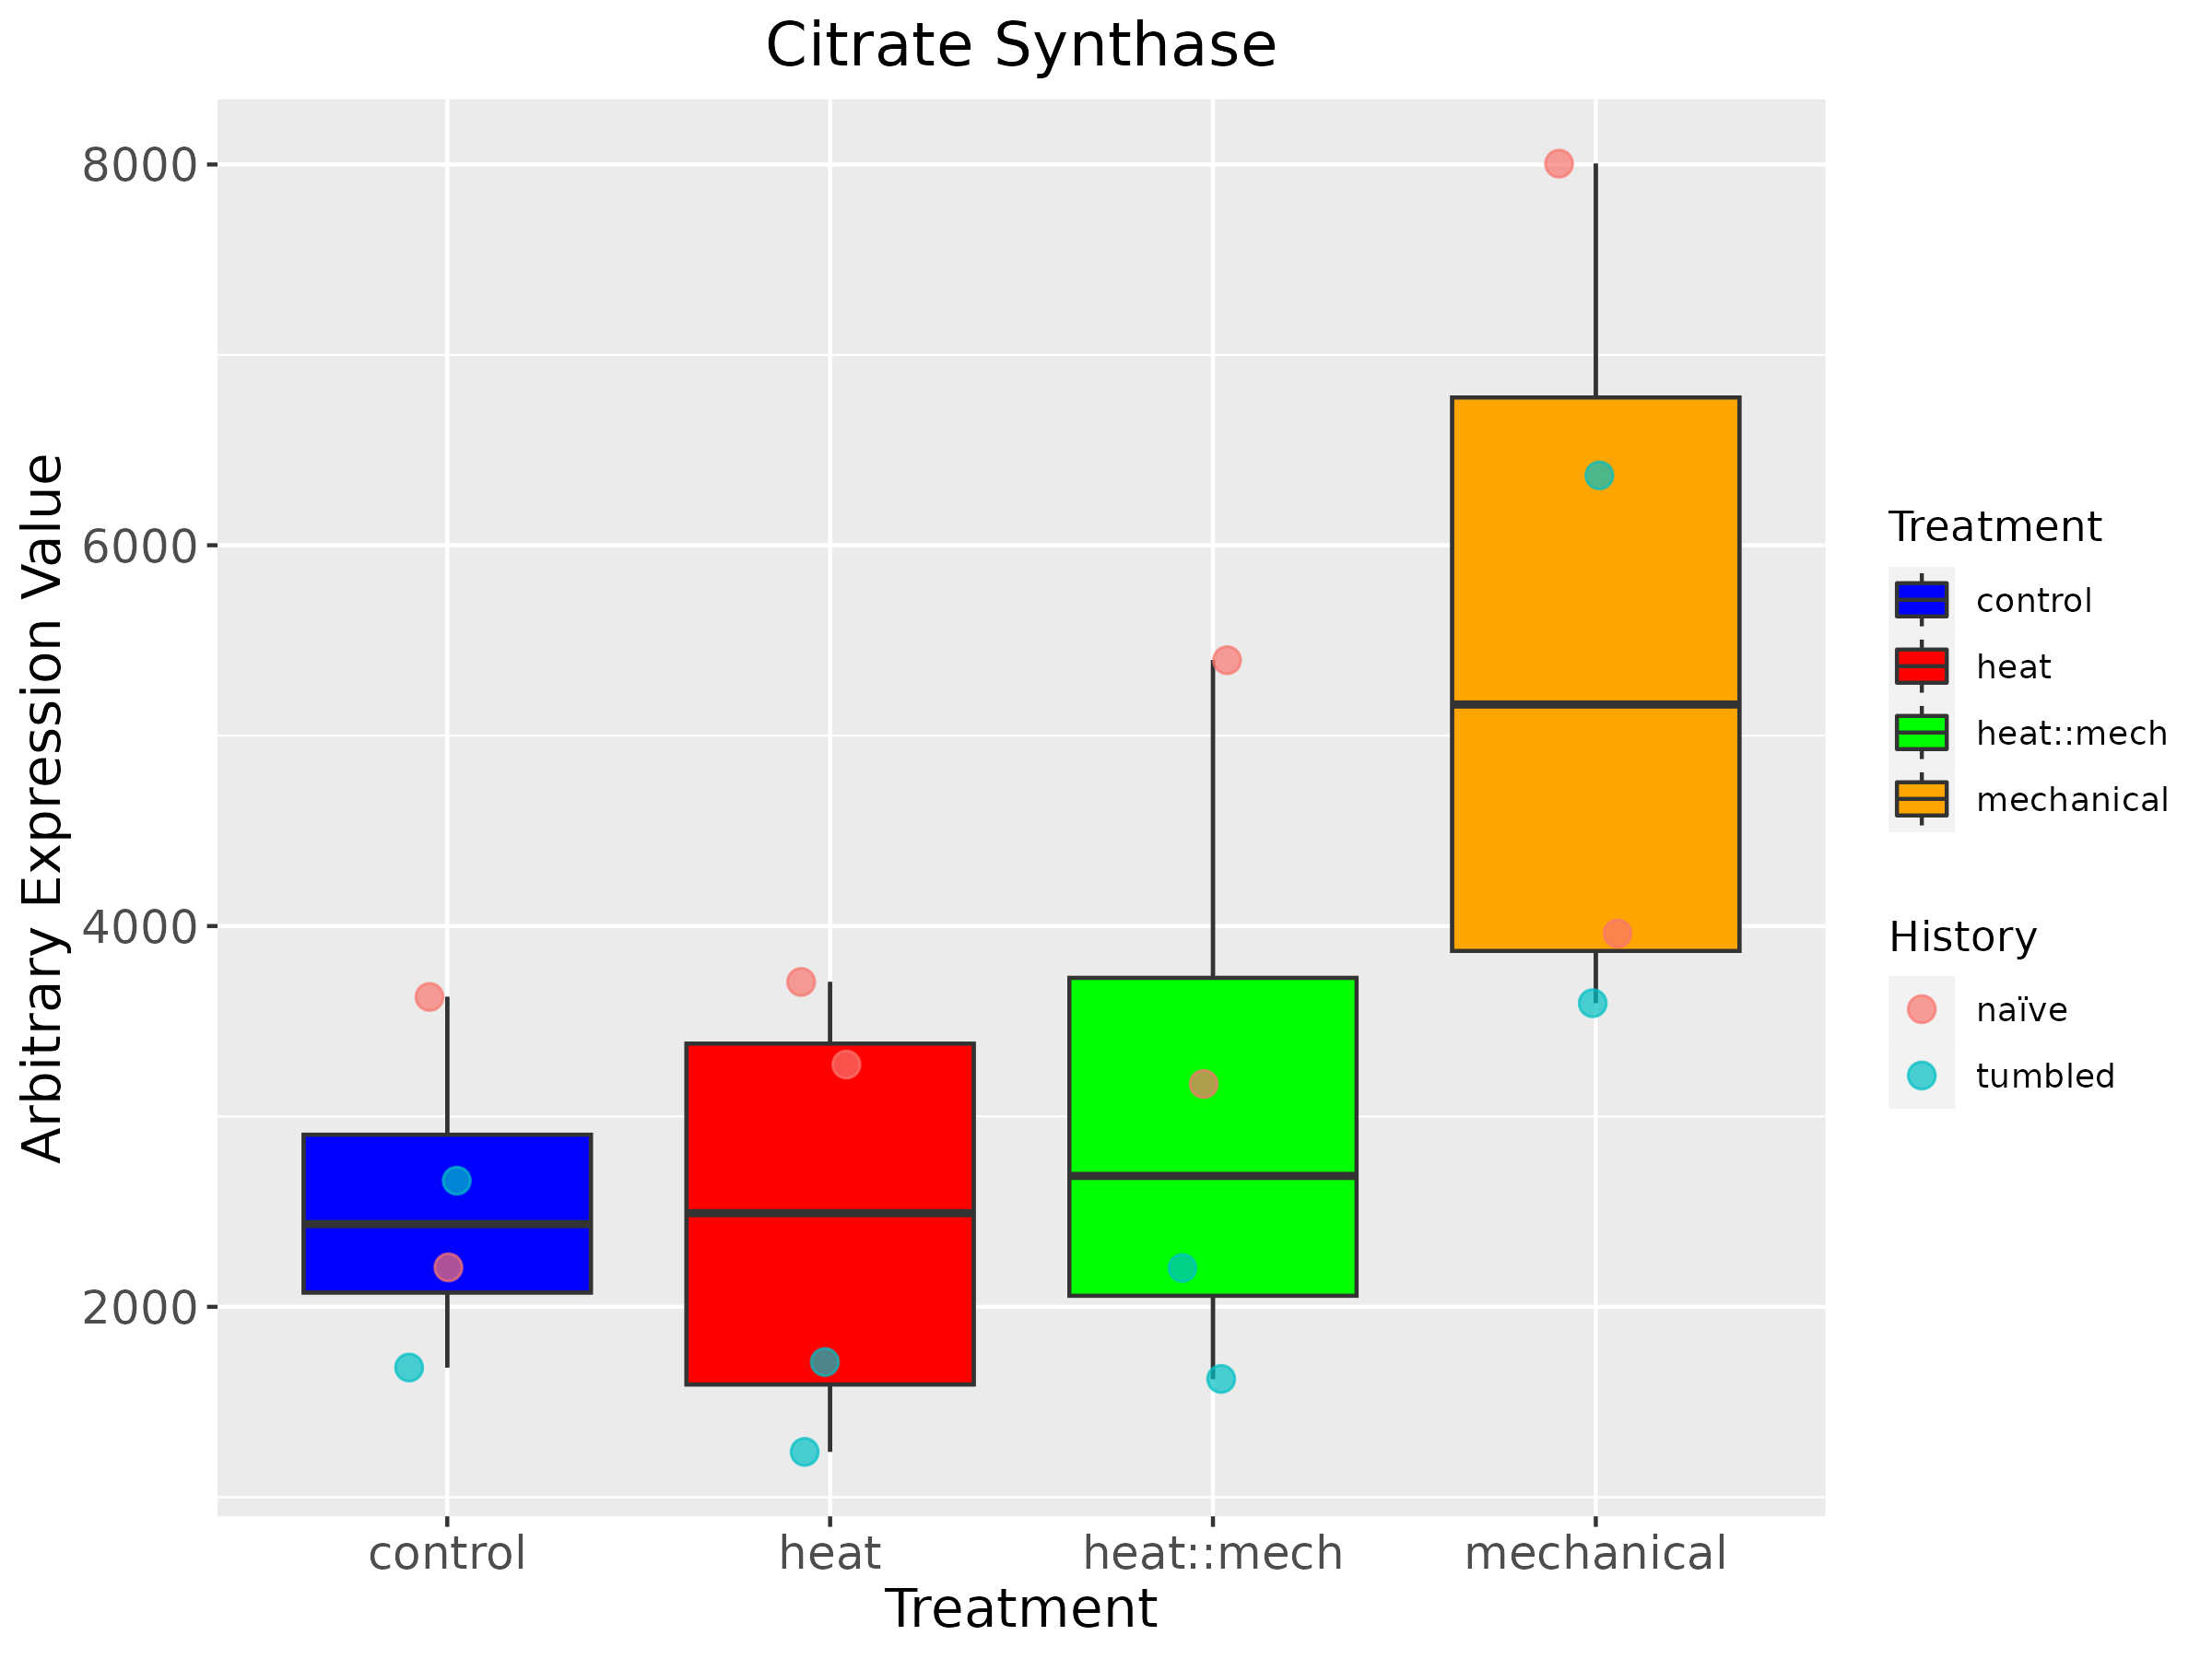 Citrate Synthase
Arbitrary Expression Value
8000
6000
4000
2000
control
heat
heat::mech
mechanical
Treatment
Treatment
control
heat
heat::mech
mechanical
History
naïve
tumbled